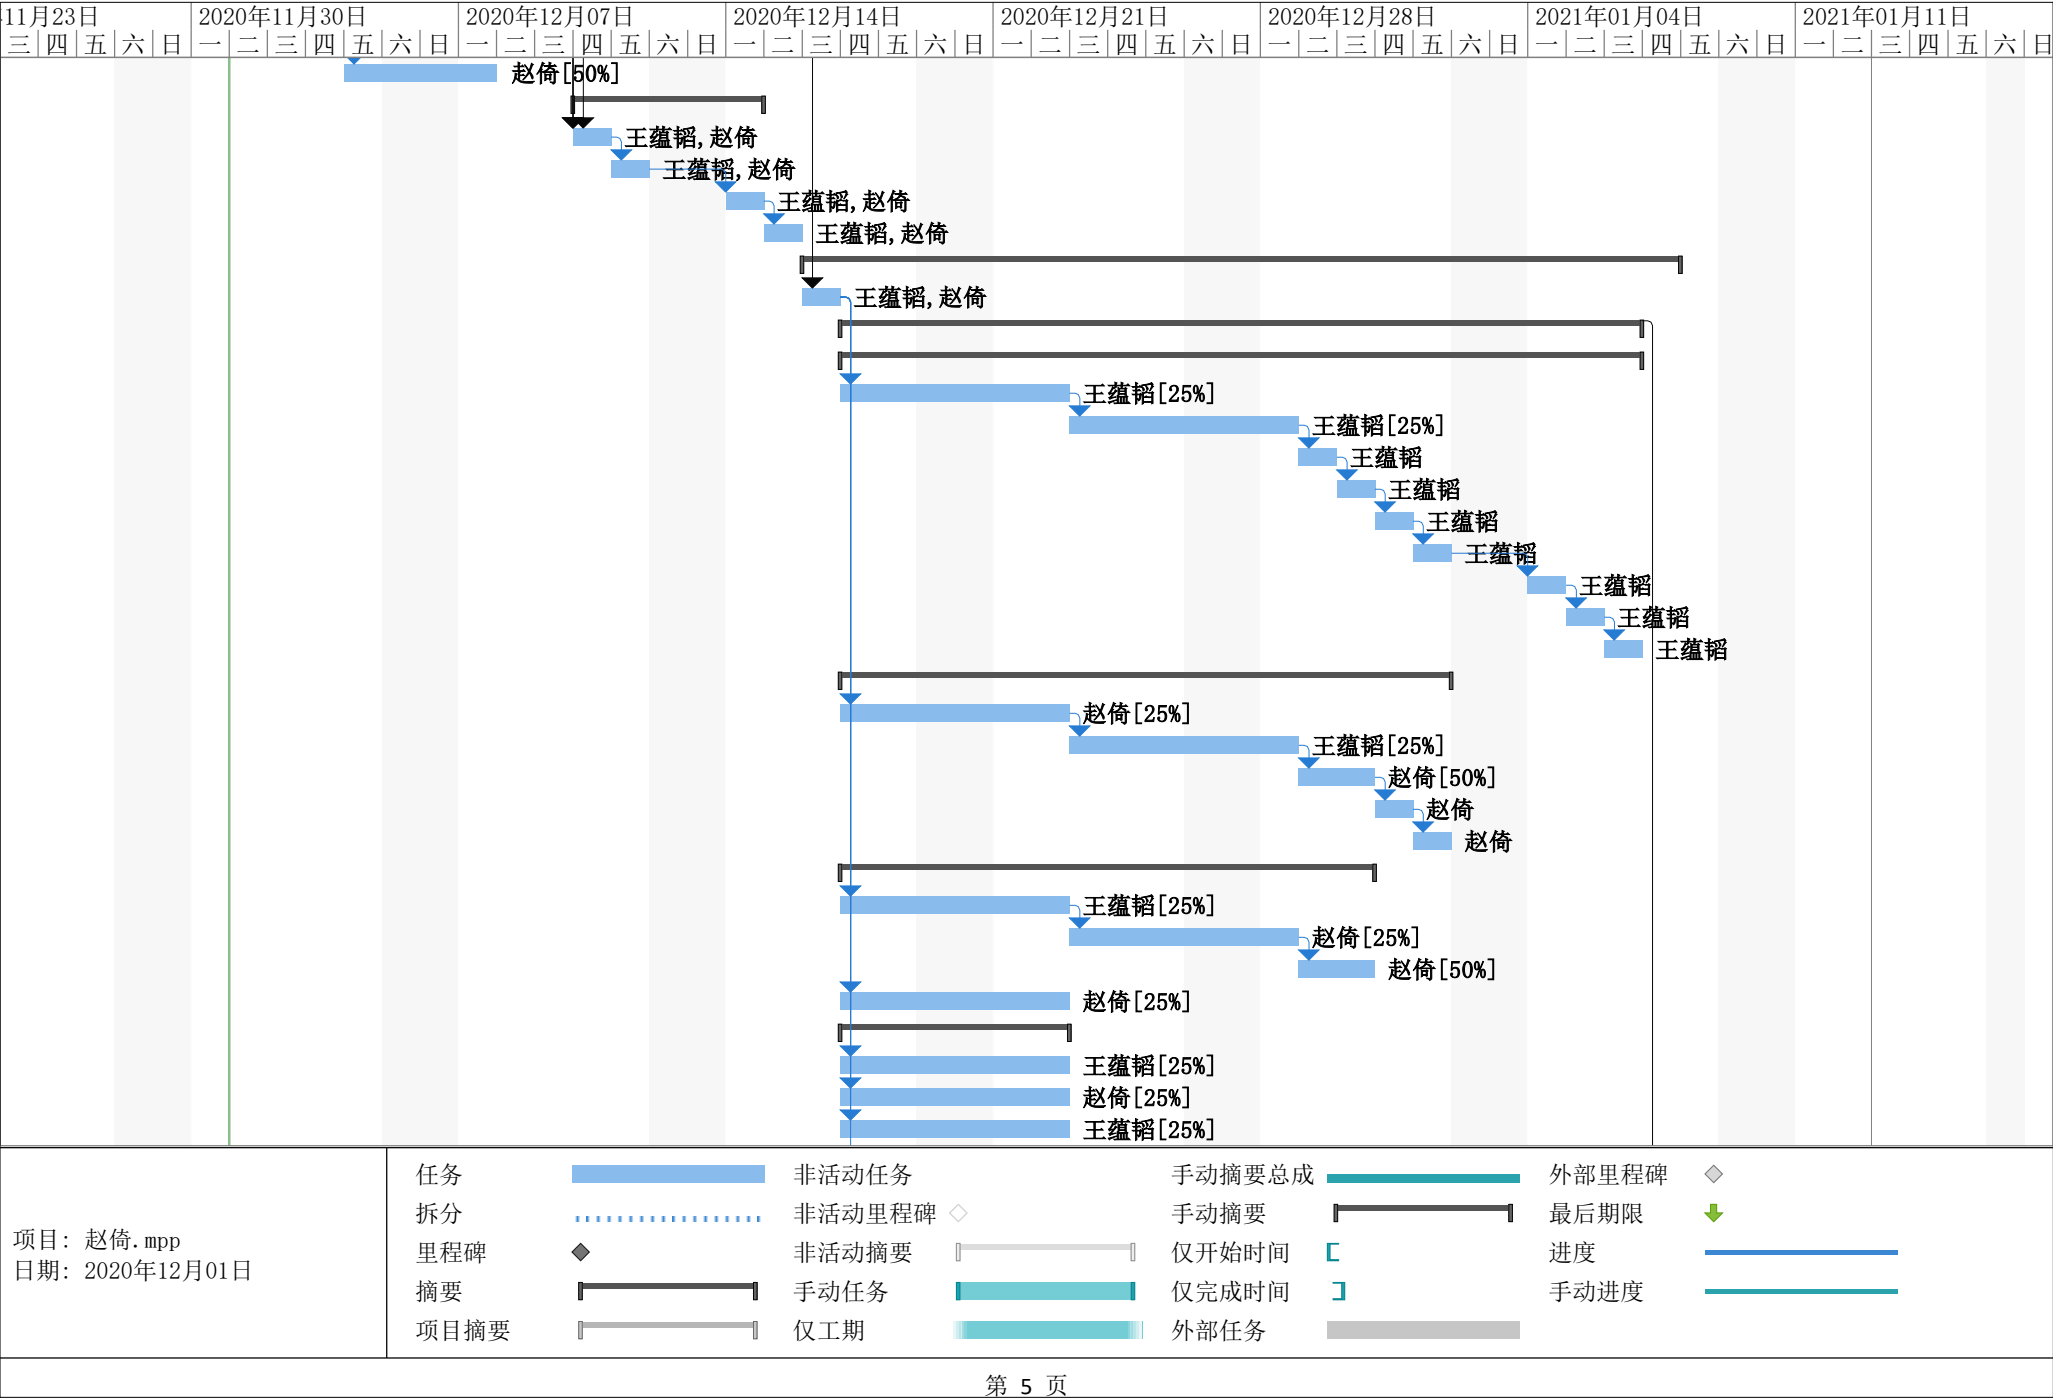 11月23日 2020年11月30日 2020年12月07日 2020年12月14日 2020年12月21日 2020年12月28日 2021年01月04日 2021年01月11日
三 四 五 六 日 一 二 三 四 五 六 日 一 二 三 四 五 六 日 一 二 三 四 五 六 日 一 二 三 四 五 六 日 一 二 三 四 五 六 日 一 二 三 四 五 六 日 一 二 三 四 五 六 日
赵倚[50%]
王蕴韬,赵倚
王蕴韬,赵倚
王蕴韬,赵倚
王蕴韬,赵倚
王蕴韬,赵倚
王蕴韬[25%]
王蕴韬[25%]
王蕴韬
王蕴韬
王蕴韬
王蕴韬
王蕴韬
王蕴韬
王蕴韬
赵倚[25%]
王蕴韬[25%]
赵倚[50%]
赵倚
赵倚
王蕴韬[25%]
赵倚[25%]
赵倚[50%]
赵倚[25%]
王蕴韬[25%]
赵倚[25%]
王蕴韬[25%]
项目: 赵倚.mpp
日期: 2020年12月01日
任务
拆分
里程碑
摘要
项目摘要
非活动任务
非活动里程碑
非活动摘要
手动任务
仅工期
手动摘要总成
手动摘要
仅开始时间
仅完成时间
外部任务
外部里程碑
最后期限
进度
手动进度
第 5 页